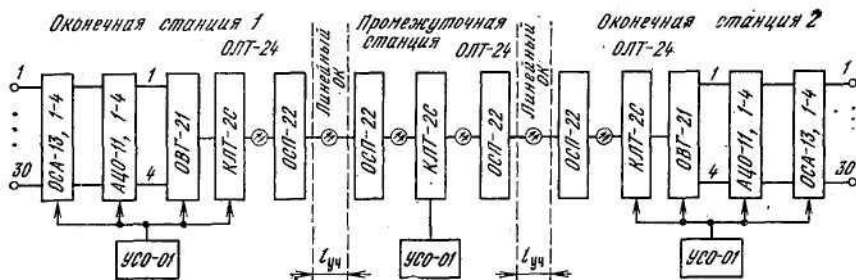 Оконечная станция 1
ОЛТ-24
Линейный ОК
Промежуточная станция
ОЛТ-24
Линейный ОК
Оконечная станция 2
ОЛТ-24
1
30
ОСА-13, 1-4
АЦО-11, 1-4
1
4
ОВГ-21
КЛТ-2С
ОСП-22
ОСП-22
КЛТ-2С
ОСП-22
ОСП-22
КЛТ-2С
ОВГ-21
1
4
АЦО-11, 1-4
ОСА-13, 1-4
1
30
УСО-01
lуч
УСО-01
lуч
УСО-01